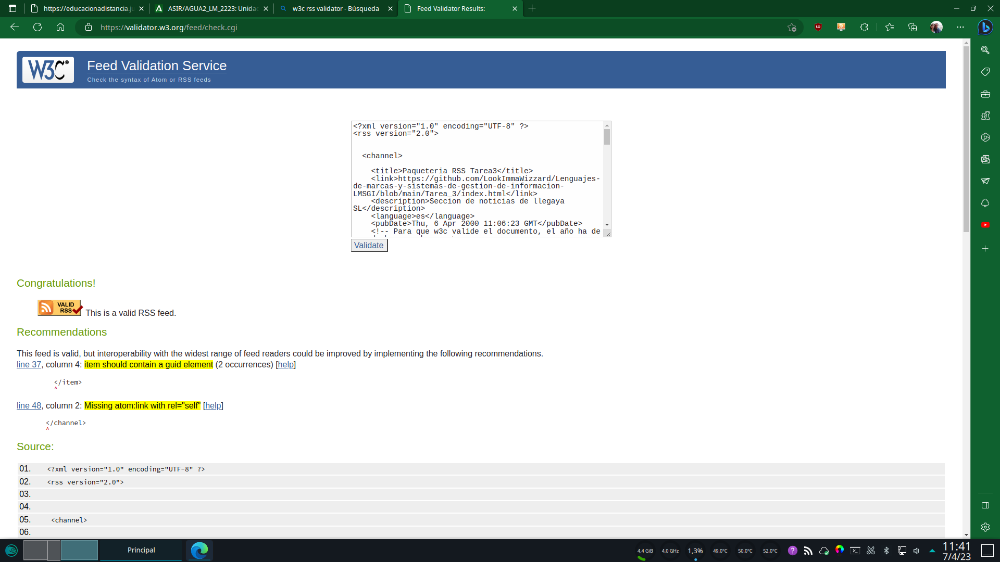 https://educacionadistancia.ju
ASIR/AGUA2_LM_2223: Unidad
w3c rss validator - Búsqueda
Feed Validator Results:
https://validator.w3.org/feed/check.cgi
W3C®
Feed Validation Service
Check the syntax of Atom or RSS feeds
<?xml version="1.0" encoding="UTF-8" ?>
<rss version="2.0">
<channel>
<title>Paqueteria RSS Tarea3</title>
<link>https://github.com/LookImmaWizzard/Lenguajes-
de-marcas-y-sistemas-de-gestion-de-informacion-
LMSGI/blob/main/Tarea_3/index.html</link>
<description>Seccion de noticias de llegaya
SL</description>
<language>es</language>
<pubDate>Thu, 6 Apr 2000 11:06:23 GMT</pubDate>
<!-- Para que w3c valide el documento, el año ha de
Validate
Congratulations!
VALID
RSS
This is a valid RSS feed.
Recommendations
This feed is valid, but interoperability with the widest range of feed readers could be improved by implementing the following recommendations.
line 37, column 4: item should contain a guid element (2 occurrences) [help]
</item>
^
line 48, column 2: Missing atom:link with rel="self" [help]
</channel>
^
Source:
01. <?xml version="1.0" encoding="UTF-8" ?>
02. <rss version="2.0">
03.
04.
05. <channel>
06.
Principal
4,4 GiB
4,0 GHz
1,3%
49,0°C
50,0°C
52,0°C
11:41
7/4/23